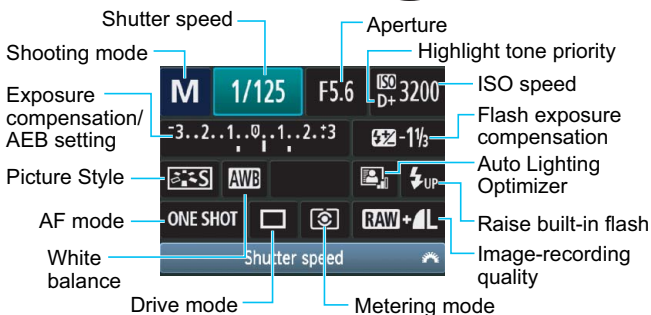 Shutter speed
Aperture
Shooting mode
Highlight tone priority
M 1/125 F5.6 ISO D+ 3200
ISO speed
Exposure
compensation/
AEB setting
-3..2..1..0..1..2.:3
-1⅓
Flash exposure
compensation
Picture Style
S AWB
UP
Auto Lighting
Optimizer
AF mode
ONE SHOT
RAW+L
Raise built-in flash
White
balance
Shutter speed
Image-recording
quality
Drive mode
Metering mode